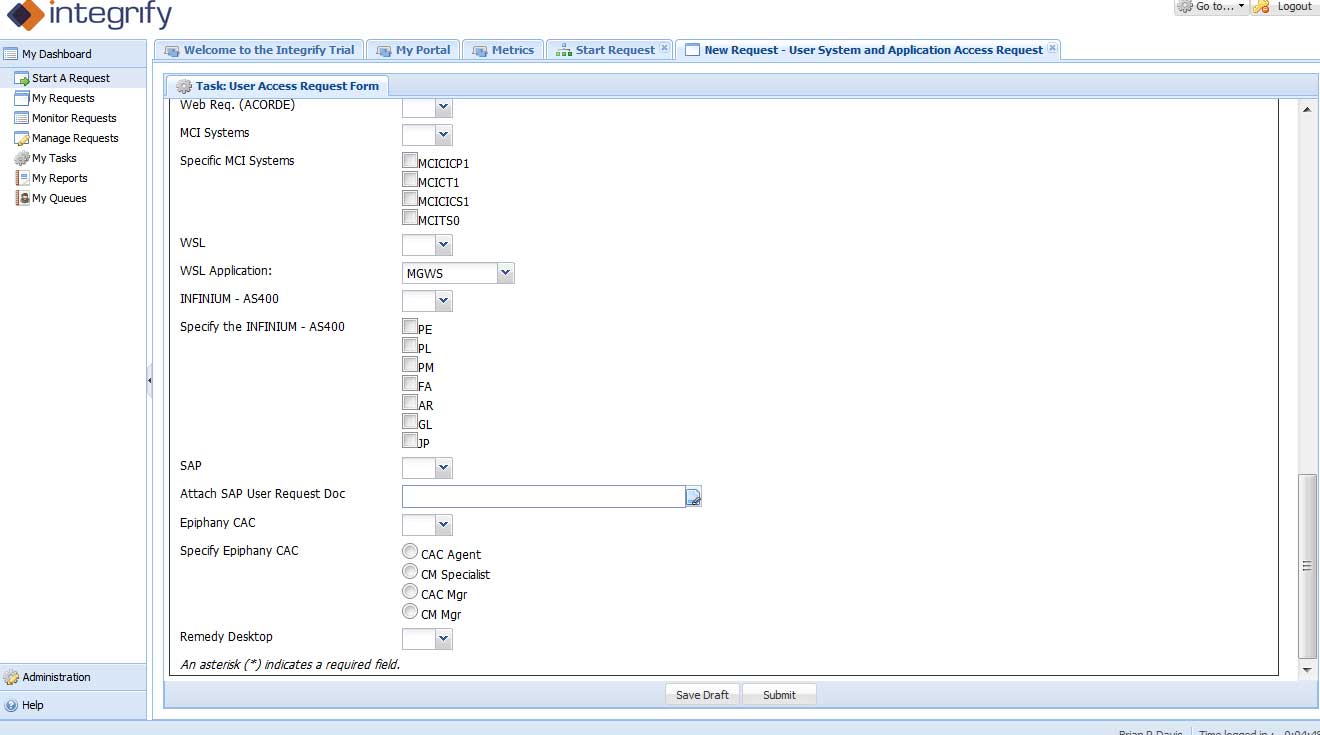 integrify
Go to...
Logout
My Dashboard
Welcome to the Integrify Trial
My Portal
Metrics
Start Request
New Request - User System and Application Access Request
Start A Request
My Requests
Monitor Requests
Manage Requests
My Tasks
My Reports
My Queues
Task: User Access Request Form
Web Req. (ACORDE)
MCI Systems
Specific MCI Systems
MCICICP1
MCICT1
MCICICS1
MCITS0
WSL
WSL Application:
MGWS
INFINIUM - AS400
Specify the INFINIUM - AS400
PE
PL
PM
FA
AR
GL
JP
SAP
Attach SAP User Request Doc
Epiphany CAC
Specify Epiphany CAC
CAC Agent
CM Specialist
CAC Mgr
CM Mgr
Remedy Desktop
An asterisk (*) indicates a required field.
Administration
Save Draft
Submit
Help
Brian P Davis
Time logged in :